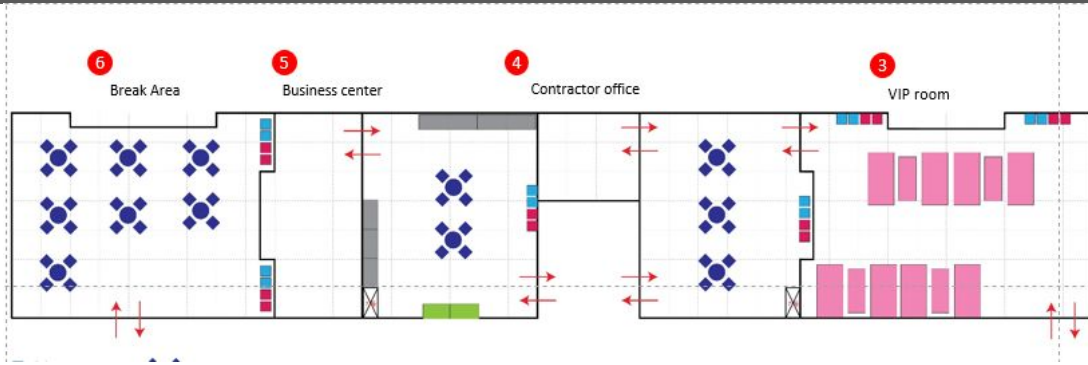 6
Break Area
5
Business center
4
Contractor office
3
VIP room